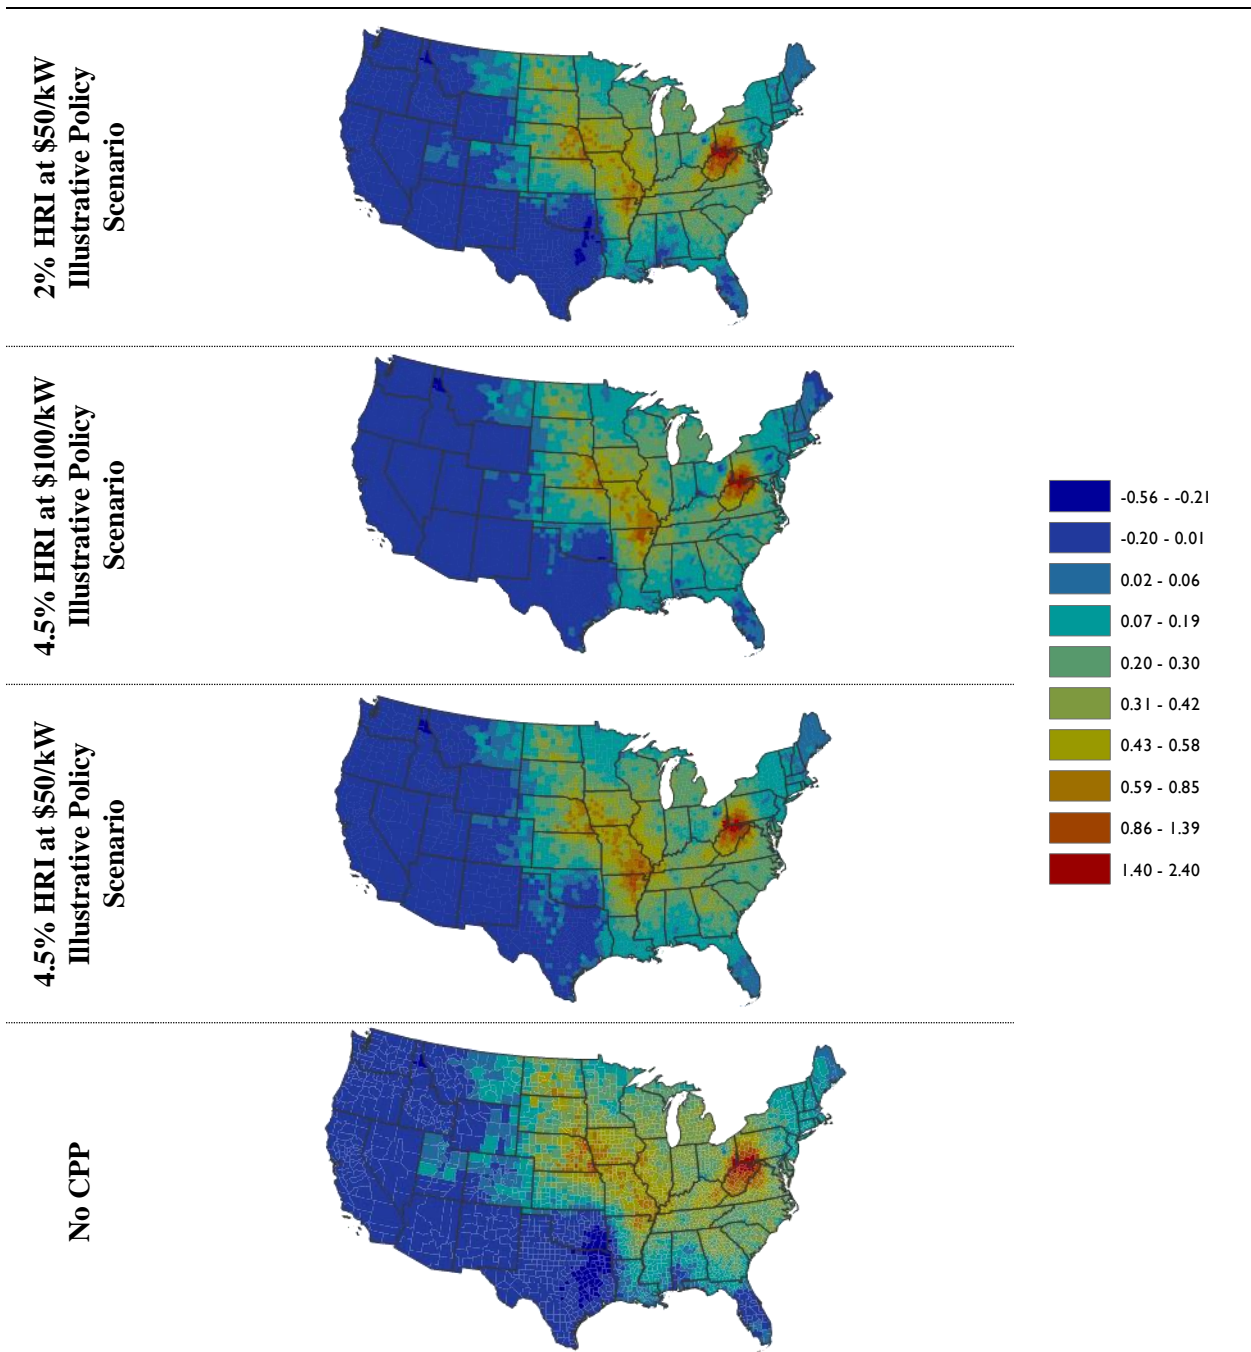 2% HRI at $50/kW
Illustrative Policy
Scenario
4.5% HRI at $100/kW
Illustrative Policy
Scenario
4.5% HRI at $50/kW
Illustrative Policy
Scenario
No CPP
-0.56 - -0.21
-0.20 - 0.01
0.02 - 0.06
0.07 - 0.19
0.20 - 0.30
0.31 - 0.42
0.43 - 0.58
0.59 - 0.85
0.86 - 1.39
1.40 - 2.40